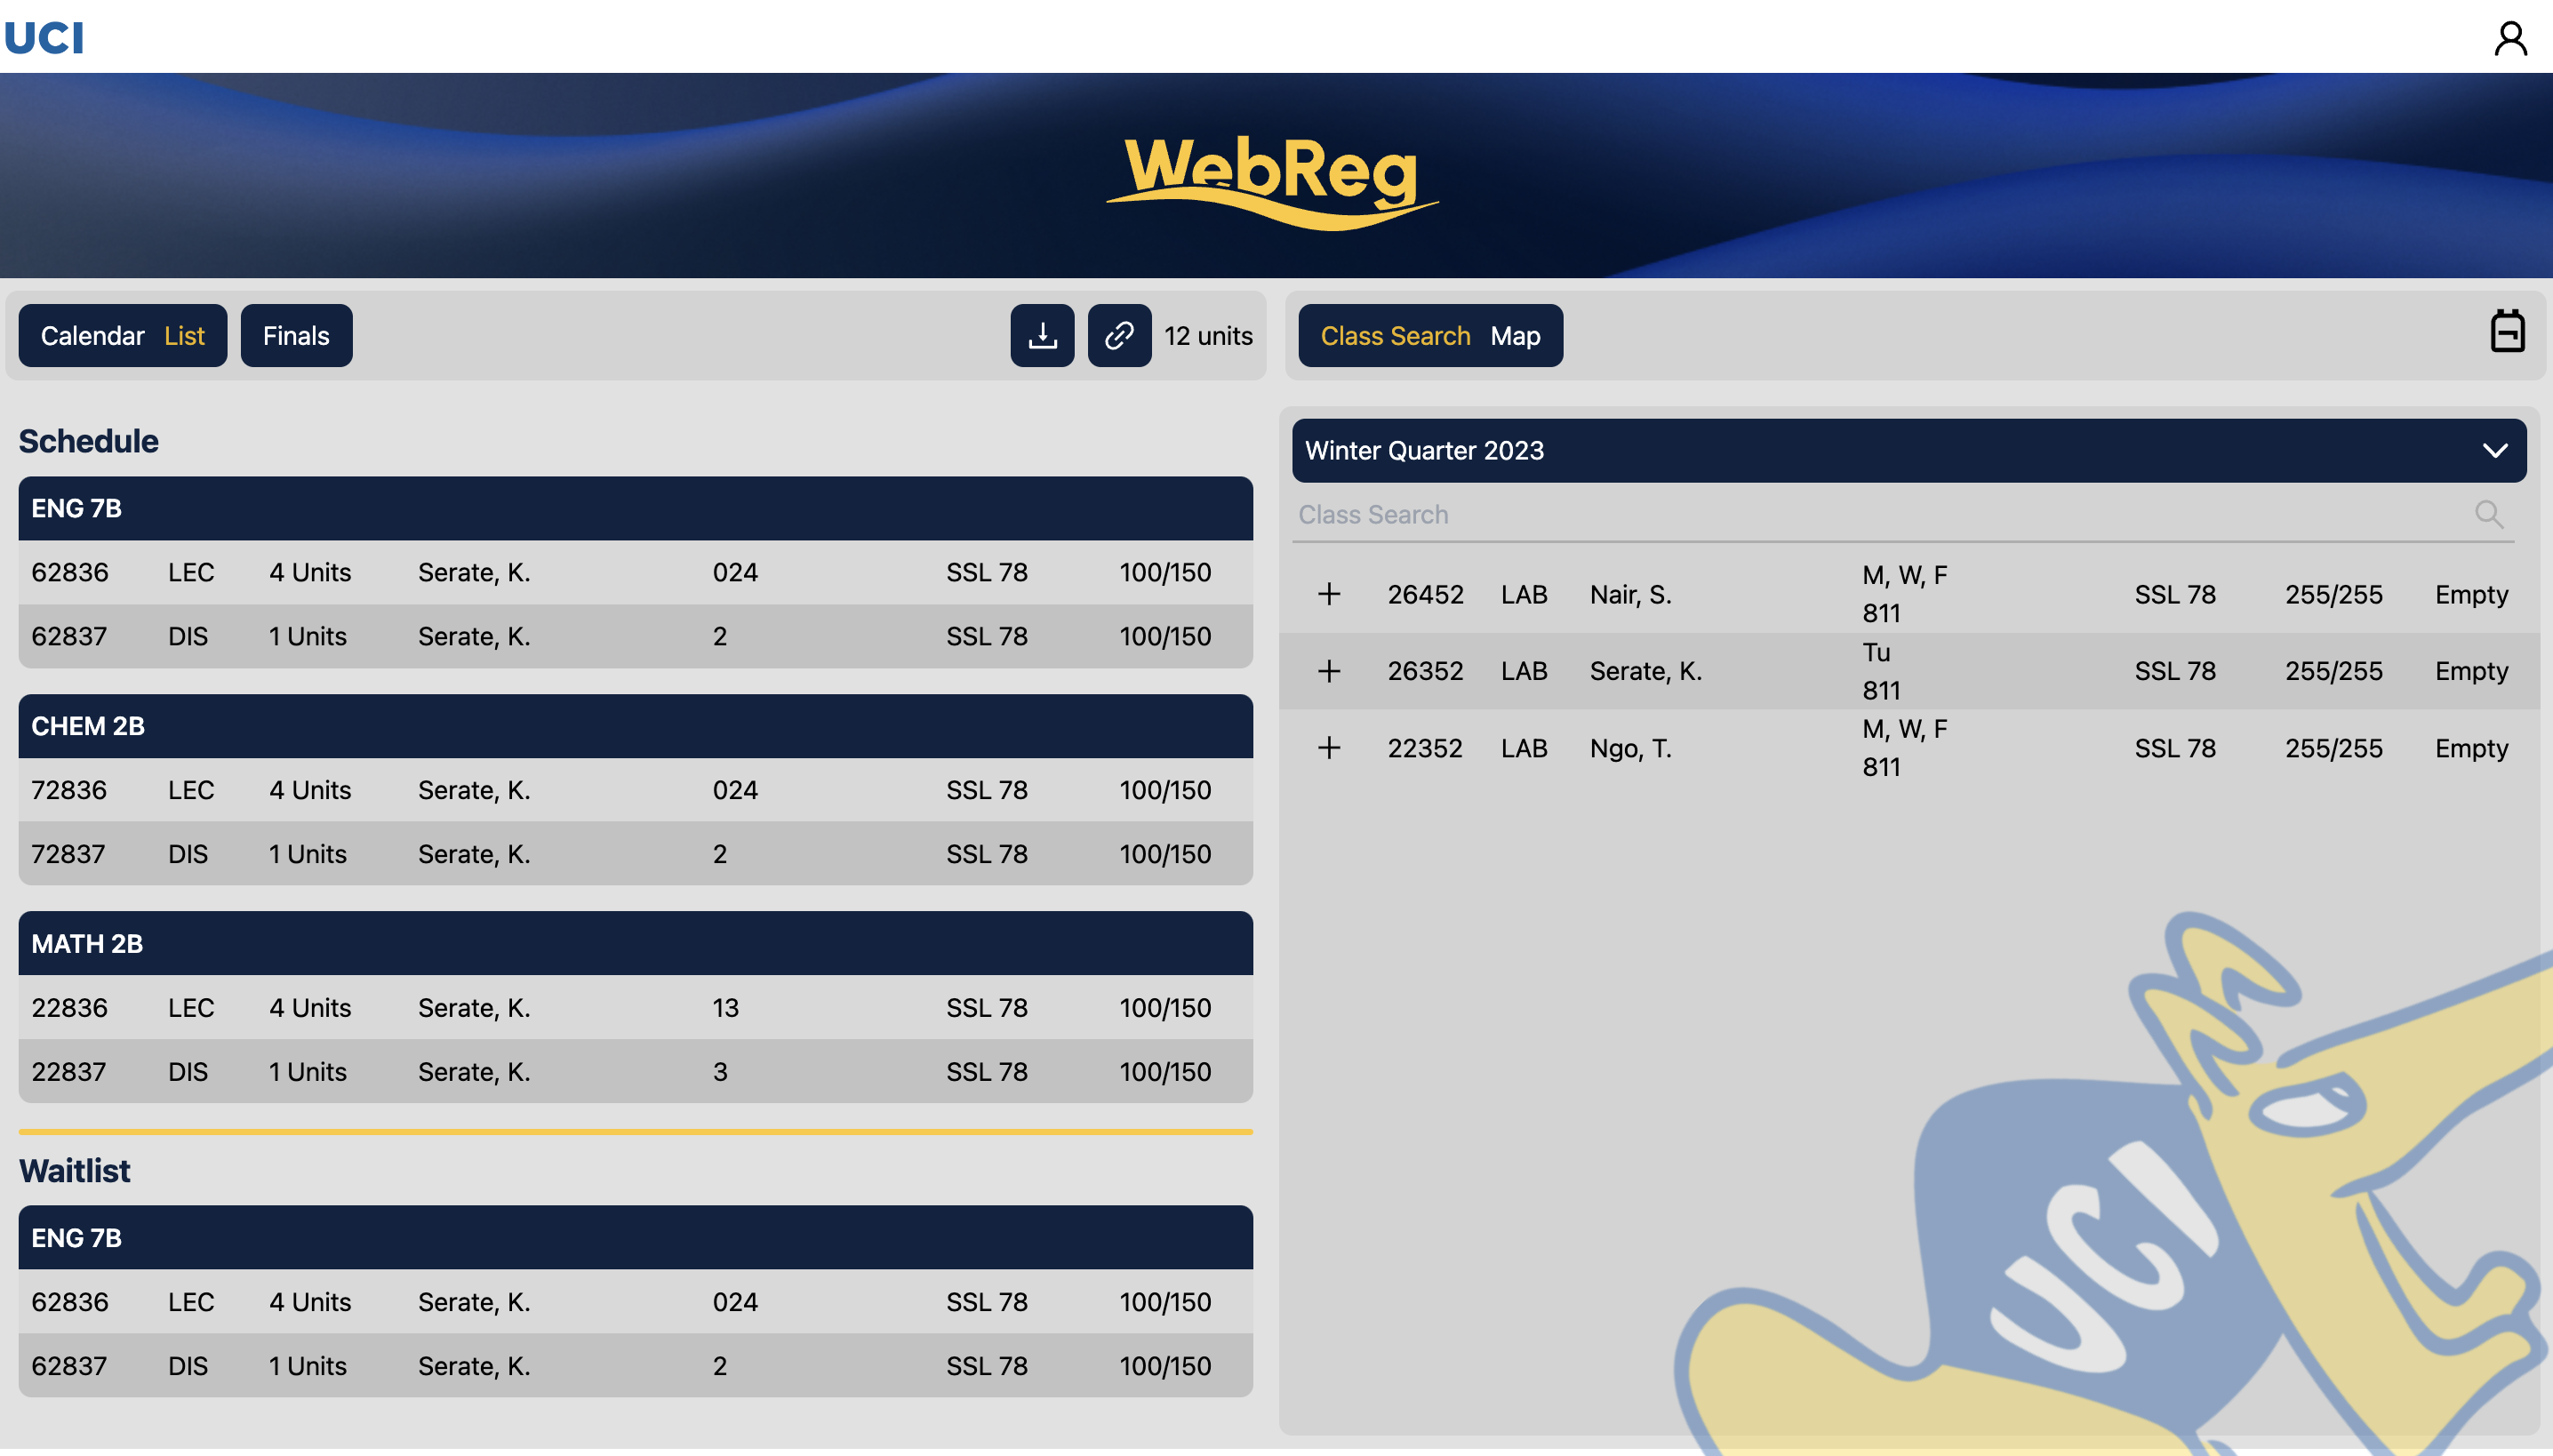 UCI
WebReg
Calendar List Finals 12 units
Class Search Map
Schedule
ENG 7B
62836 LEC 4 Units Serate, K. 024 SSL 78 100/150
62837 DIS 1 Units Serate, K. 2 SSL 78 100/150
CHEM 2B
72836 LEC 4 Units Serate, K. 024 SSL 78 100/150
72837 DIS 1 Units Serate, K. 2 SSL 78 100/150
MATH 2B
22836 LEC 4 Units Serate, K. 13 SSL 78 100/150
22837 DIS 1 Units Serate, K. 3 SSL 78 100/150
Waitlist
ENG 7B
62836 LEC 4 Units Serate, K. 024 SSL 78 100/150
62837 DIS 1 Units Serate, K. 2 SSL 78 100/150
Winter Quarter 2023
Class Search
26452 LAB Nair, S. M, W, F SSL 78 255/255 Empty
811
26352 LAB Serate, K. Tu SSL 78 255/255 Empty
811
22352 LAB Ngo, T. M, W, F SSL 78 255/255 Empty
811
UCI